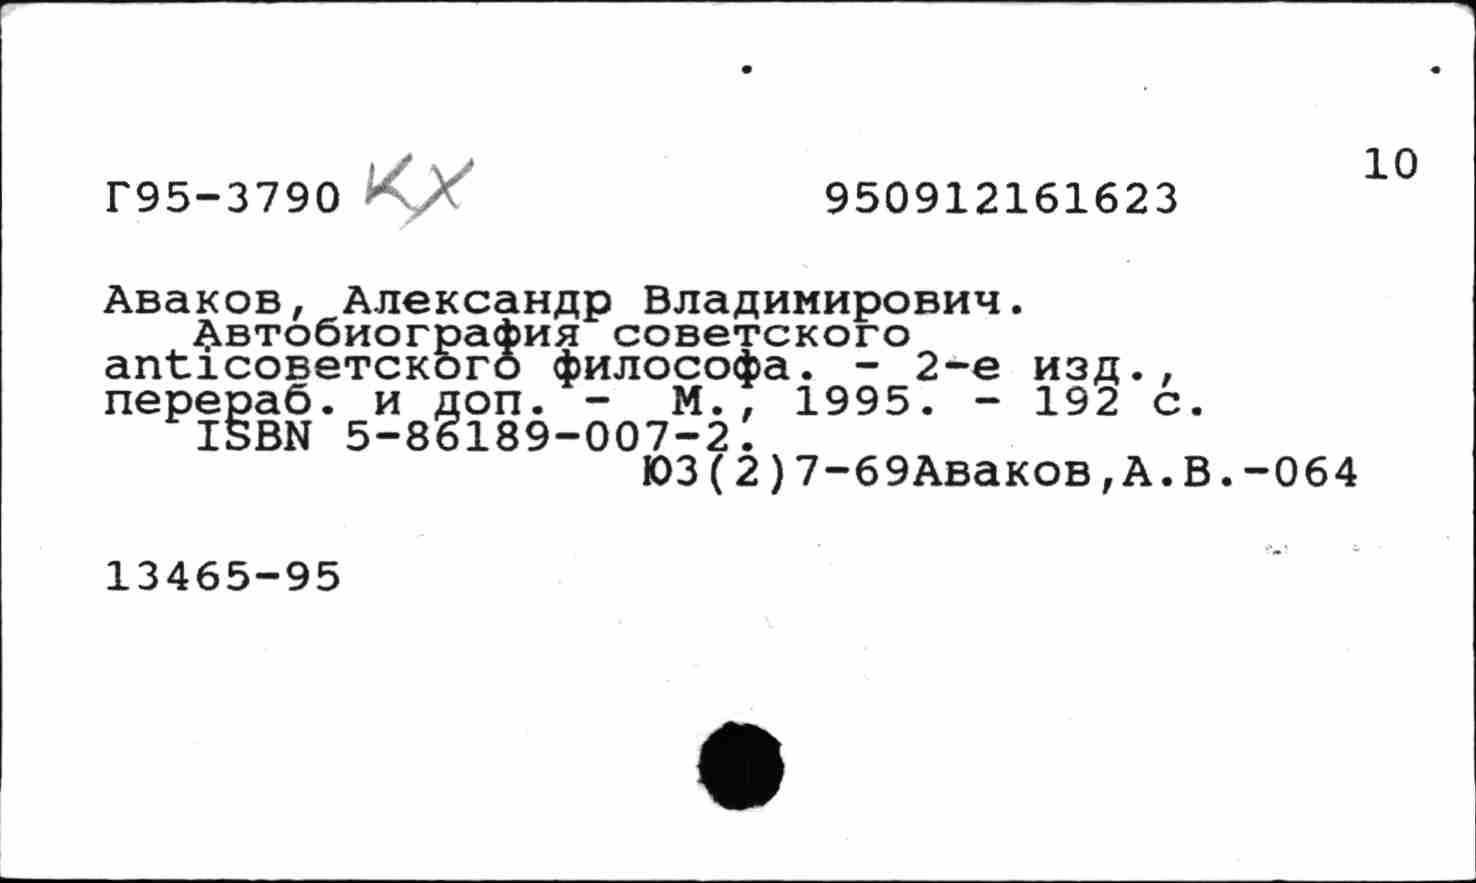 10
Г95-3790 КХ 950912161623
Аваков, Александр Владимирович.
Автобиография советского
antiсоветского философа. - 2-е изд.,
перераб. и доп. - М., 1995. - 192 с.
ISBN 5-86189-007-2.
Ю3(2)7-69Аваков,А.В.-064
13465-95